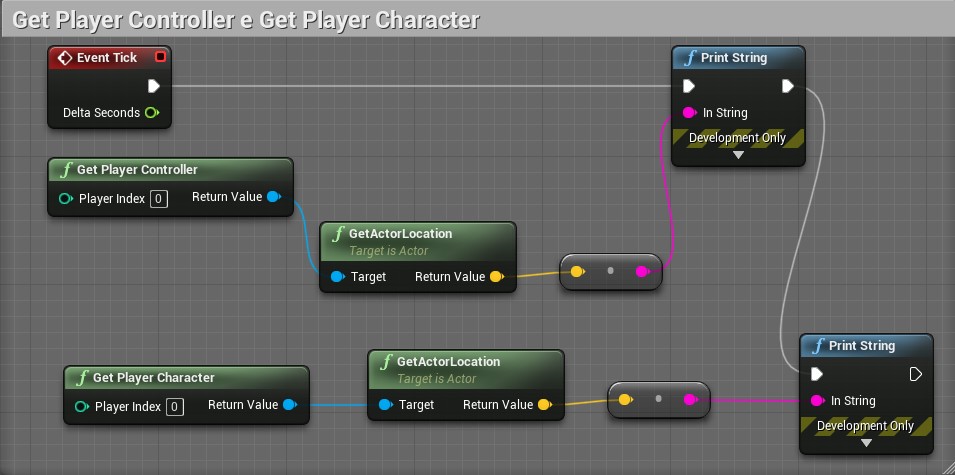 Get Player Controller e Get Player Character
Event Tick
Delta Seconds
Print String
In String
Development Only
Get Player Controller
Player Index 0 Return Value
GetActorLocation
Target is Actor
Target Return Value
Get Player Character
Player Index 0 Return Value
GetActorLocation
Target is Actor
Target Return Value
Print String
In String
Development Only